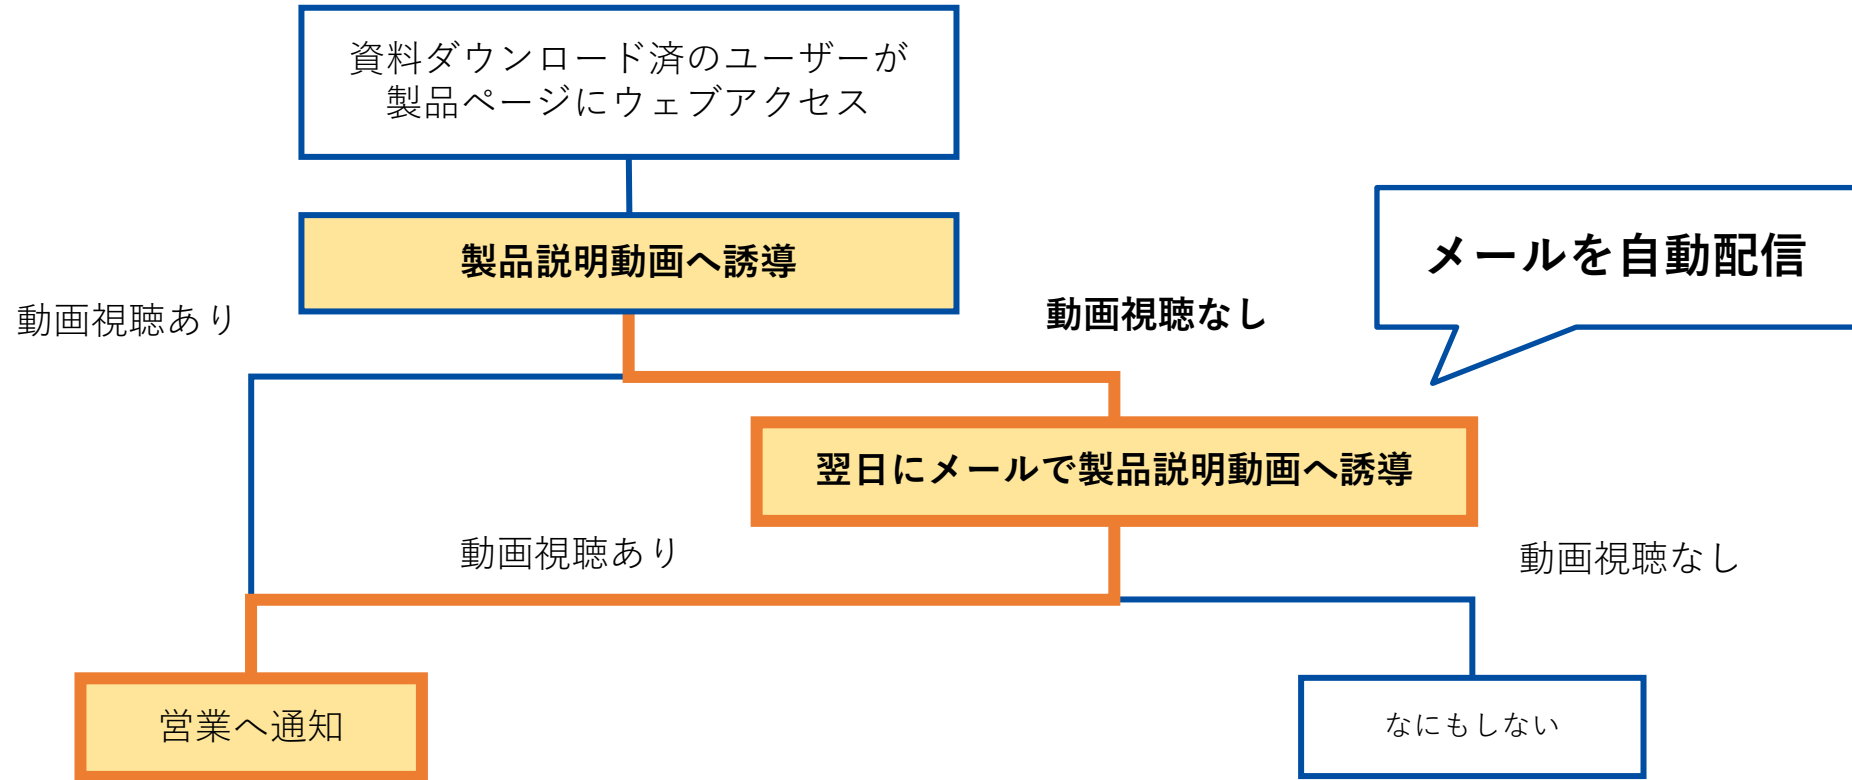 資料ダウンロード済のユーザーが
製品ページにウェブアクセス
製品説明動画へ誘導
メールを自動配信
動画視聴あり
動画視聴なし
翌日にメールで製品説明動画へ誘導
動画視聴あり
動画視聴なし
営業へ通知
なにもしない